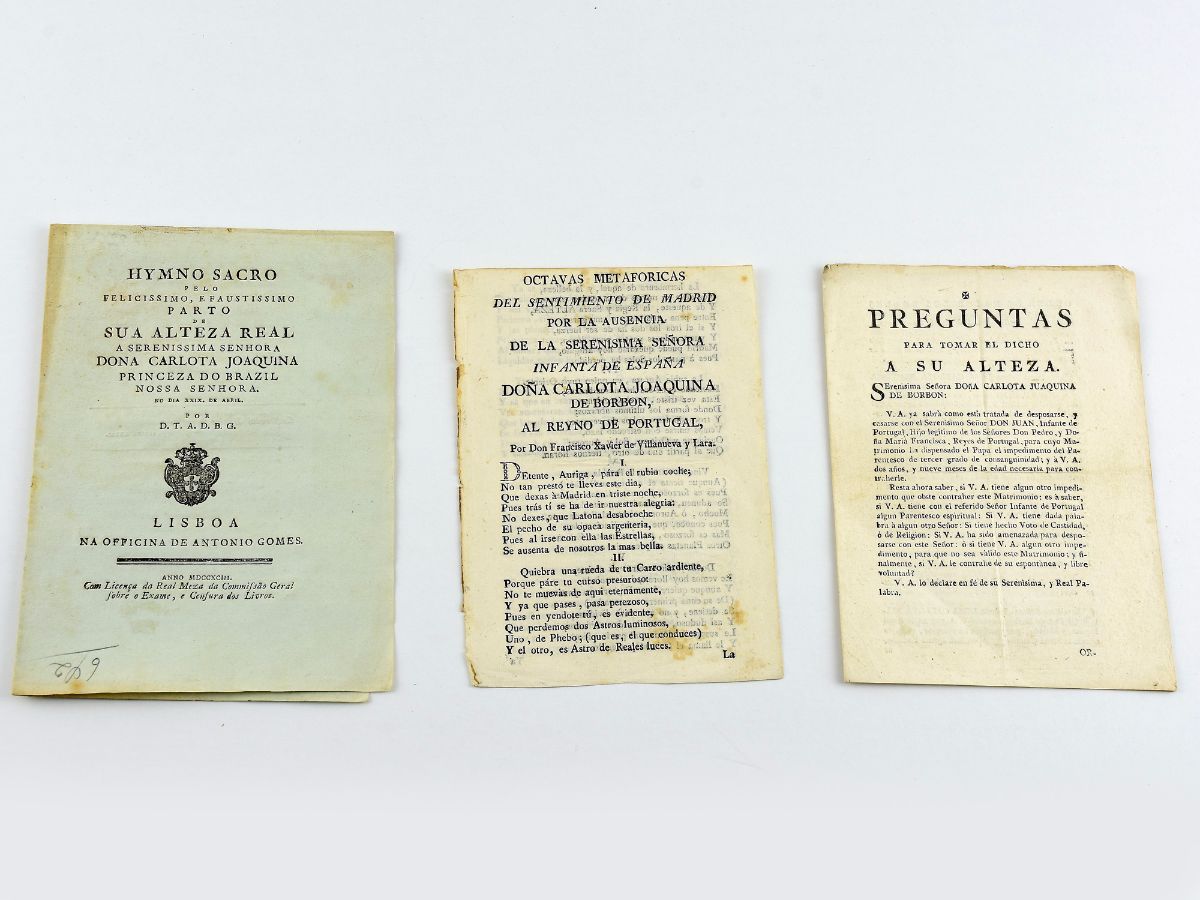 HYMNO SACRO
PELO
FELICISSIMO, E FAUSTISSIMO
PARTO
DE
SUA ALTEZA REAL
A SERENISSIMA SENHORA
DONA CARLOTA JOAQUINA
PRINCEZA DO BRAZIL
NOSSA SENHORA.
NO DIA XXIX. DE ABRIL.
POR
D. T. A. D. B. G.
LISBOA
NA OFFICINA DE ANTONIO GOMES.
ANNO MDCCXCIII.
Com Licença da Real Meza da Commissão Geral
sobre o Exame, e Censura dos Livros.
OCTAVAS METAFORICAS
DEL SENTIMIENTO DE MADRID
POR LA AUSENCIA
DE LA SERENISIMA SEÑORA
INFANTA DE ESPAÑA
DOÑA CARLOTA JOAQUINA
DE BORBON,
AL REYNO DE PORTUGAL,
Por Don Francisco Xavier de Villanueva y Lara.
I.
DEtente, Auriga, pára el rubio coche;
No tan presto te lleves este dia,
Que dexas à Madrid en triste noche,
Pues trás tí se ha de ir nuestra alegria:
No dexes, que Latona desabroche
El pecho de su opaca argenteria,
Pues al irse con ella las Estrellas,
Se ausenta de nosotros la mas bella.
II.
Quiebra una rueda de tu Carro ardiente,
Porque páre tu curso presuroso:
No te muevas de aqui eternamente,
Y ya que pases, pasa perezoso,
Pues en yendote tú, es evidente,
Que perdemos dos Astros luminosos,
Uno, de Phebo; (que es, el que conduces)
Y el otro, es Astro de Reales luces.
La
✠
PREGUNTAS
PARA TOMAR EL DICHO
A SU ALTEZA.
SErenisima Señora DOÑA CARLOTA JUAQUINA
DE BORBON:
V. A. ya sabrá como está tratada de desposarse, y
casarse con el Serenisimo Señor DON JUAN, Infante de
Portugal, Hijo legitimo de los Señores Don Pedro, y Do-
ña Maria Francisca, Reyes de Portugal, para cuyo Ma-
trimonio la dispensado el Papa el impedimento del Pa-
rentesco de tercer grado de consanguinidad; y à V. A.
dos años, y nueve meses de la edad necesaria para con-
traherle.
Resta ahora saber, si V. A. tiene algun otro impedi-
mento que obste contraher este Matrimonio: es à saber,
si V. A. tiene con el referido Señor Infante de Portugal
algun Parentesco espiritual: Si V. A. tiene dada pala-
bra à algun otro Señor: Si tiene hecho Voto de Castidad,
ò de Religion: Si V. A. ha sido amenazada para despo-
sarse con este Señor: ò si tiene V. A. algun otro impe-
dimento, para que no sea válido este Matrimonio: y fi-
nalmente, si V. A. le contrahe de su espontanea, y libre
voluntad?
V. A. lo declare en fé de su Serenisima, y Real Pa-
labra.
OR-